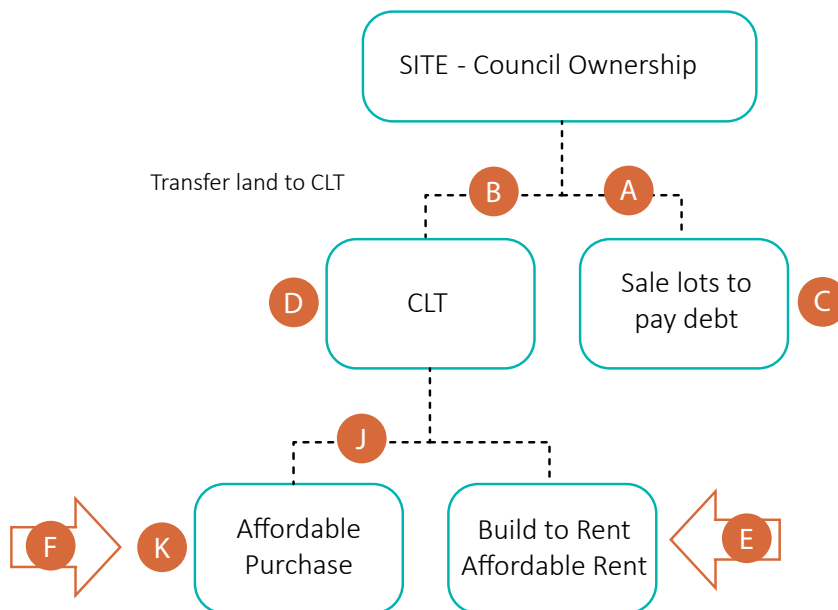 SITE - Council Ownership
Transfer land to CLT
B
A
D
CLT
Sale lots to
pay debt
C
J
F
K
Affordable
Purchase
Build to Rent
Affordable Rent
E